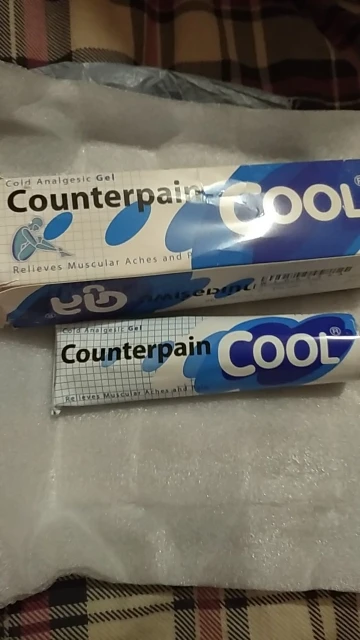 Cold Analgesic Gel
Counterpain
COOL®
Relieves Muscular Aches and
Cold Analgesic Gel
Counterpain
COOL®
Relieves Muscular Aches and